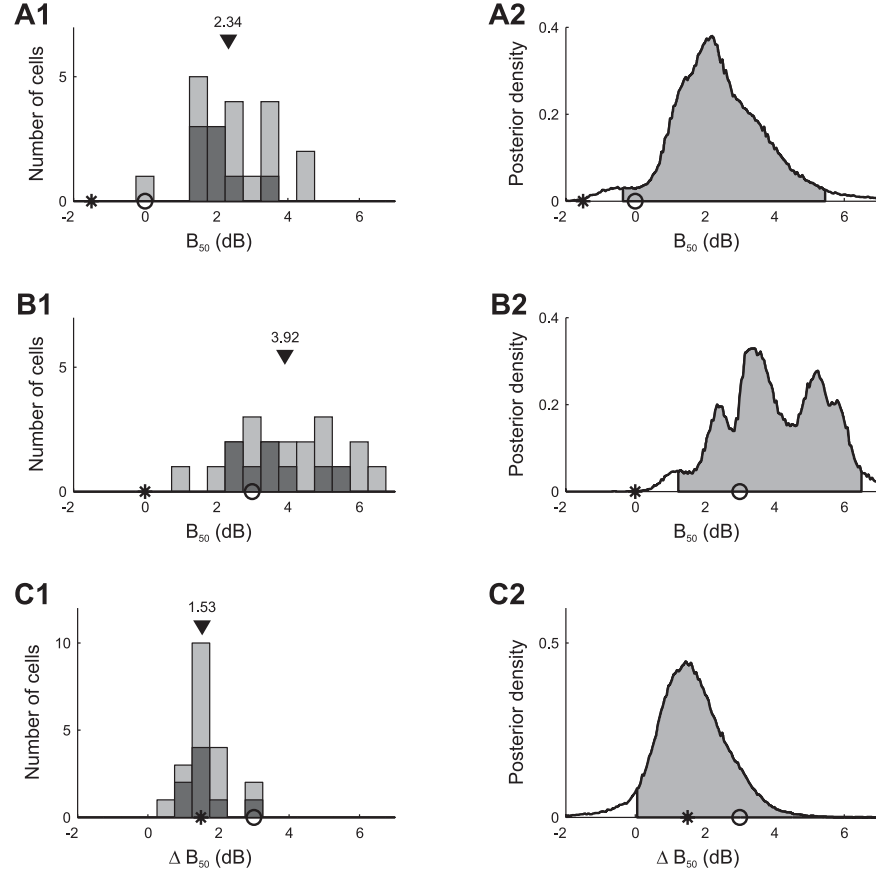 A1
2.34
Number of cells
5
0
-2 0 2 4 6
B50 (dB)
A2
Posterior density
0.4
0.2
0
-2 0 2 4 6
B50 (dB)
B1
3.92
Number of cells
5
0
-2 0 2 4 6
B50 (dB)
B2
Posterior density
0.4
0.2
0
-2 0 2 4 6
B50 (dB)
C1
1.53
Number of cells
10
5
0
-2 0 2 4 6
Δ B50 (dB)
C2
Posterior density
0.5
0
-2 0 2 4 6
Δ B50 (dB)